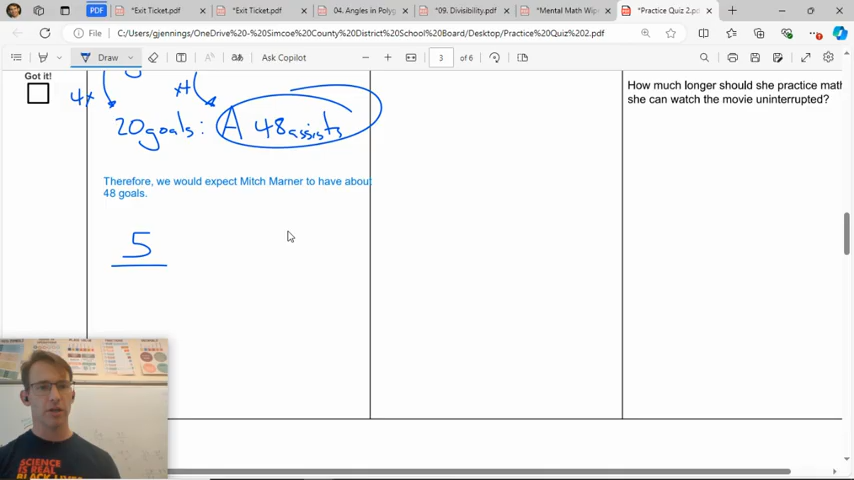 *Exit Ticket.pdf
*Exit Ticket.pdf
04. Angles in Polyg
*09. Divisibility.pdf
*Mental Math Wip
*Practice Quiz 2.p
PDF
File
C:/Users/gjennings/OneDrive%20-%20Simcoe%20County%20District%20School%20Board/Desktop/Practice%20Quiz%202.pdf
Draw
Ask Copilot
3 of 6
Got it!
4x
x4
20 goals : A 48 assists
How much longer should she practice mat
she can watch the movie uninterrupted?
Therefore, we would expect Mitch Marner to have about
48 goals.
5
SCIENCE
IS REAL
BLACK LIVES